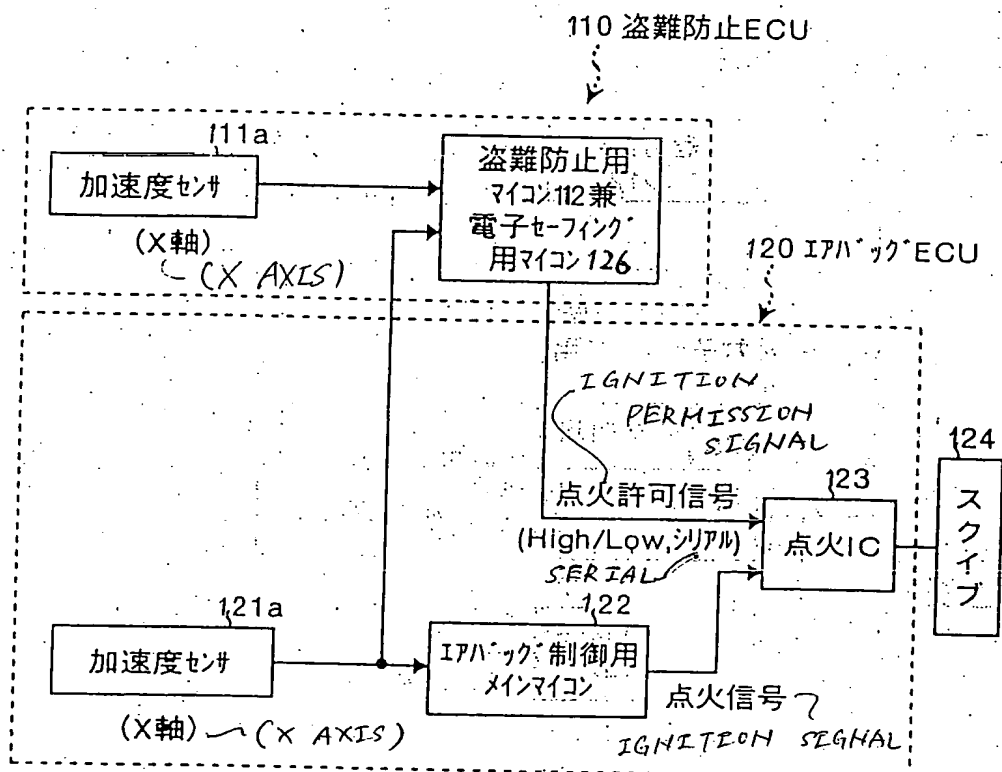 110 盗難防止ECU
111a
加速度センサ
(X軸)
(X AXIS)
盗難防止用
マイコン112兼
電子セーフィング
用マイコン126
120 エアバッグECU
IGNITION
PERMISSION
SIGNAL
点火許可信号
(High/Low,シリアル)
SERIAL
123
点火IC
124
スクイブ
121a
加速度センサ
(X軸)
(X AXIS)
122
エアバッグ制御用
メインマイコン
点火信号
IGNITION SIGNAL